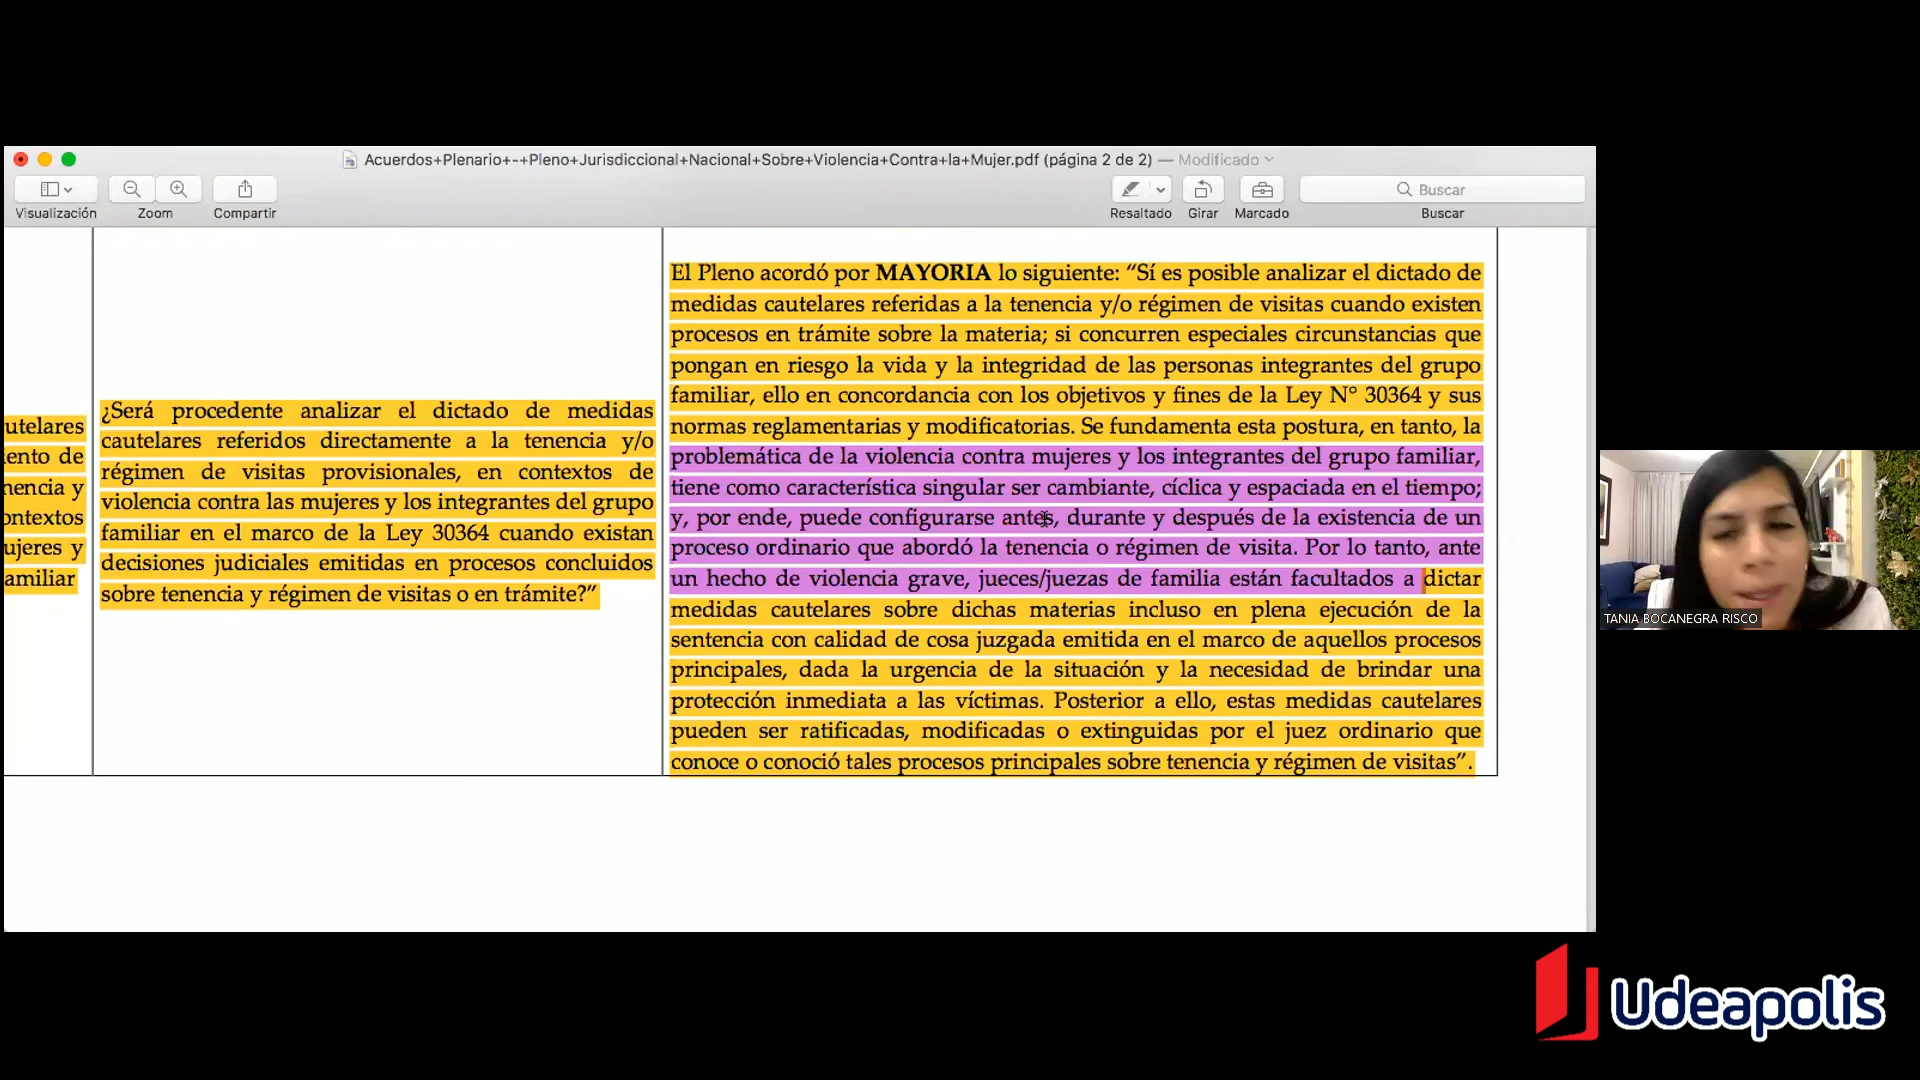 Acuerdos+Plenario+-+Pleno+Jurisdiccional+Nacional+Sobre+Violencia+Contra+la+Mujer.pdf (página 2 de 2) — Modificado
Visualización
Zoom
Compartir
Resaltado
Girar
Marcado
Buscar
Buscar
utelares
ento de
nencia y
ontextos
ujeres y
amiliar
¿Será procedente analizar el dictado de medidas
cautelares referidos directamente a la tenencia y/o
régimen de visitas provisionales, en contextos de
violencia contra las mujeres y los integrantes del grupo
familiar en el marco de la Ley 30364 cuando existan
decisiones judiciales emitidas en procesos concluidos
sobre tenencia y régimen de visitas o en trámite?”
El Pleno acordó por MAYORIA lo siguiente: “Sí es posible analizar el dictado de
medidas cautelares referidas a la tenencia y/o régimen de visitas cuando existen
procesos en trámite sobre la materia; si concurren especiales circunstancias que
pongan en riesgo la vida y la integridad de las personas integrantes del grupo
familiar, ello en concordancia con los objetivos y fines de la Ley N° 30364 y sus
normas reglamentarias y modificatorias. Se fundamenta esta postura, en tanto, la
problemática de la violencia contra mujeres y los integrantes del grupo familiar,
tiene como característica singular ser cambiante, cíclica y espaciada en el tiempo;
y, por ende, puede configurarse antes, durante y después de la existencia de un
proceso ordinario que abordó la tenencia o régimen de visita. Por lo tanto, ante
un hecho de violencia grave, jueces/juezas de familia están facultados a dictar
medidas cautelares sobre dichas materias incluso en plena ejecución de la
sentencia con calidad de cosa juzgada emitida en el marco de aquellos procesos
principales, dada la urgencia de la situación y la necesidad de brindar una
protección inmediata a las víctimas. Posterior a ello, estas medidas cautelares
pueden ser ratificadas, modificadas o extinguidas por el juez ordinario que
conoce o conoció tales procesos principales sobre tenencia y régimen de visitas”.
TANIA BOCANEGRA RISCO
Udeapolis